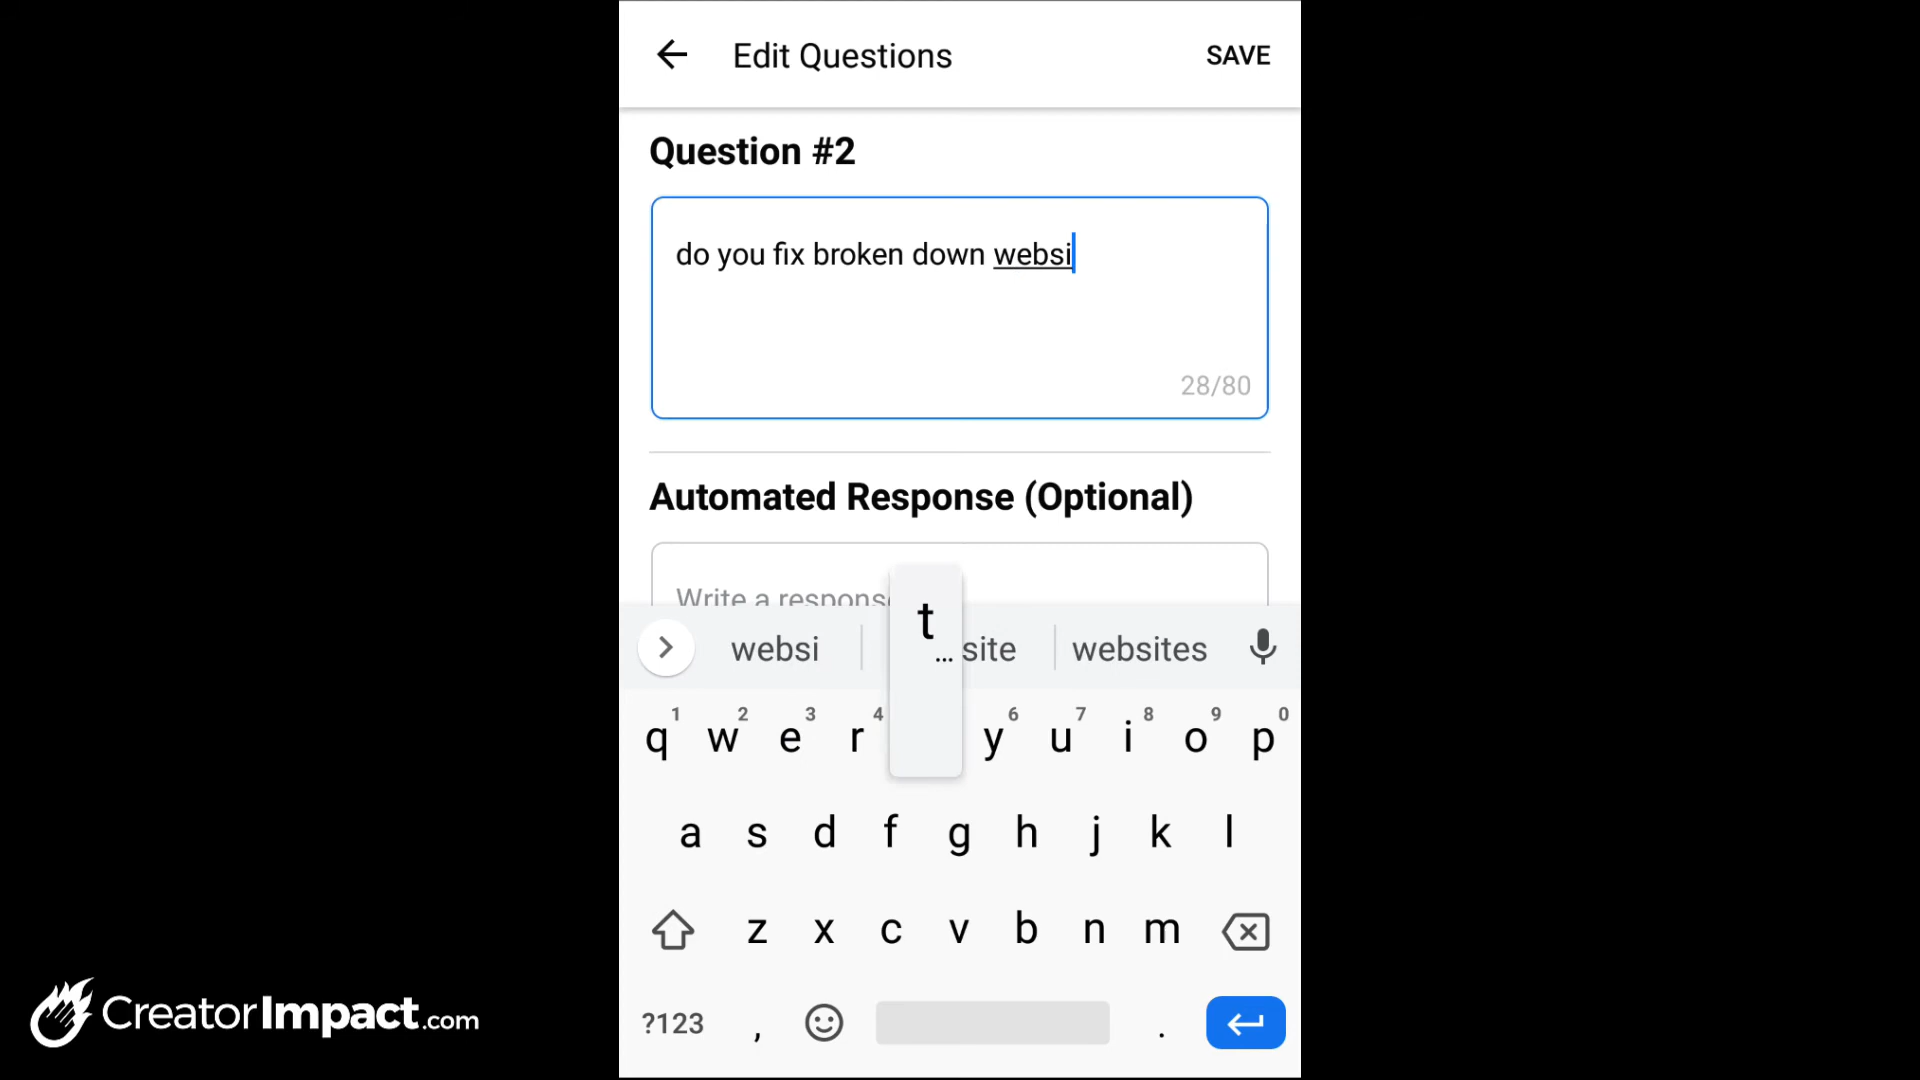 Edit Questions SAVE
Question #2
do you fix broken down websi
28/80
Automated Response (Optional)
Write a respons
t
websi ... site websites
1 2 3 4 6 7 8 9 0
q w e r y u i o p
a s d f g h j k l
z x c v b n m
?123 , .
CreatorImpact.com